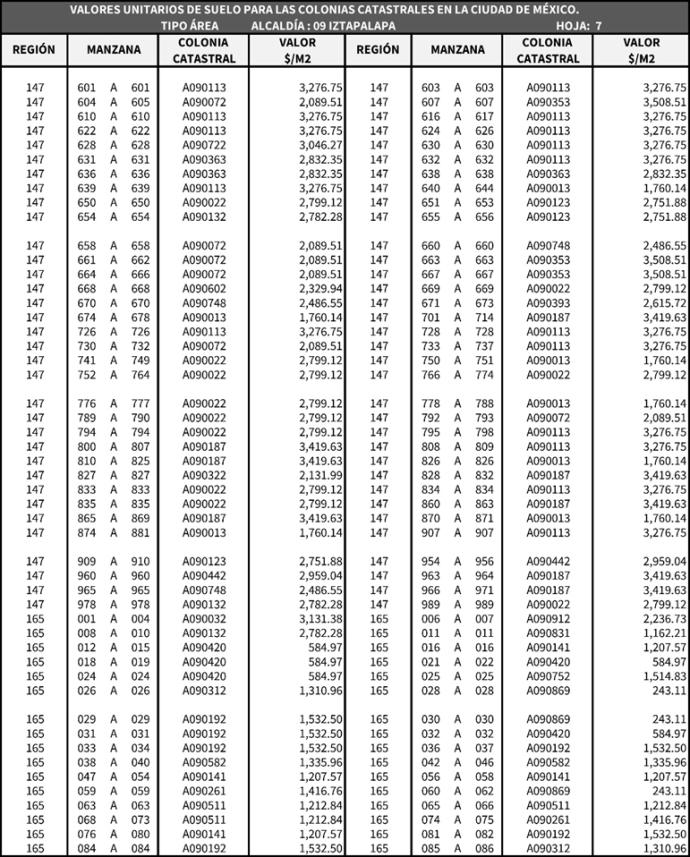 VALORES UNITARIOS DE SUELO PARA LAS COLONIAS CATASTRALES EN LA CIUDAD DE MÉXICO.
TIPO ÁREA ALCALDÍA : 09 IZTAPALAPA HOJA: 7
REGIÓN MANZANA COLONIA CATASTRAL VALOR $/M2 REGIÓN MANZANA COLONIA CATASTRAL VALOR $/M2
147 601 A 601 A090113 3,276.75 147 603 A 603 A090113 3,276.75
147 604 A 605 A090072 2,089.51 147 607 A 607 A090353 3,508.51
147 610 A 610 A090113 3,276.75 147 616 A 617 A090113 3,276.75
147 622 A 622 A090113 3,276.75 147 624 A 626 A090113 3,276.75
147 628 A 628 A090722 3,046.27 147 630 A 630 A090113 3,276.75
147 631 A 631 A090363 2,832.35 147 632 A 632 A090113 3,276.75
147 636 A 636 A090363 2,832.35 147 638 A 638 A090363 2,832.35
147 639 A 639 A090113 3,276.75 147 640 A 644 A090013 1,760.14
147 650 A 650 A090022 2,799.12 147 651 A 653 A090123 2,751.88
147 654 A 654 A090132 2,782.28 147 655 A 656 A090123 2,751.88
147 658 A 658 A090072 2,089.51 147 660 A 660 A090748 2,486.55
147 661 A 662 A090072 2,089.51 147 663 A 663 A090353 3,508.51
147 664 A 666 A090072 2,089.51 147 667 A 667 A090353 3,508.51
147 668 A 668 A090602 2,329.94 147 669 A 669 A090022 2,799.12
147 670 A 670 A090748 2,486.55 147 671 A 673 A090393 2,615.72
147 674 A 678 A090013 1,760.14 147 701 A 714 A090187 3,419.63
147 726 A 726 A090113 3,276.75 147 728 A 728 A090113 3,276.75
147 730 A 732 A090072 2,089.51 147 733 A 737 A090113 3,276.75
147 741 A 749 A090022 2,799.12 147 750 A 751 A090013 1,760.14
147 752 A 764 A090022 2,799.12 147 766 A 774 A090022 2,799.12
147 776 A 777 A090022 2,799.12 147 778 A 788 A090013 1,760.14
147 789 A 790 A090022 2,799.12 147 792 A 793 A090072 2,089.51
147 794 A 794 A090022 2,799.12 147 795 A 798 A090113 3,276.75
147 800 A 807 A090187 3,419.63 147 808 A 809 A090113 3,276.75
147 810 A 825 A090187 3,419.63 147 826 A 826 A090013 1,760.14
147 827 A 827 A090322 2,131.99 147 828 A 832 A090187 3,419.63
147 833 A 833 A090022 2,799.12 147 834 A 834 A090113 3,276.75
147 835 A 835 A090022 2,799.12 147 860 A 863 A090187 3,419.63
147 865 A 869 A090187 3,419.63 147 870 A 871 A090013 1,760.14
147 874 A 881 A090013 1,760.14 147 907 A 907 A090113 3,276.75
147 909 A 910 A090123 2,751.88 147 954 A 956 A090442 2,959.04
147 960 A 960 A090442 2,959.04 147 963 A 964 A090187 3,419.63
147 965 A 965 A090748 2,486.55 147 966 A 971 A090187 3,419.63
147 978 A 978 A090132 2,782.28 147 989 A 989 A090022 2,799.12
165 001 A 004 A090032 3,131.38 165 006 A 007 A090912 2,236.73
165 008 A 010 A090132 2,782.28 165 011 A 011 A090831 1,162.21
165 012 A 015 A090420 584.97 165 016 A 016 A090141 1,207.57
165 018 A 019 A090420 584.97 165 021 A 022 A090420 584.97
165 024 A 024 A090420 584.97 165 025 A 025 A090752 1,514.83
165 026 A 026 A090312 1,310.96 165 028 A 028 A090869 243.11
165 029 A 029 A090192 1,532.50 165 030 A 030 A090869 243.11
165 031 A 031 A090192 1,532.50 165 032 A 032 A090420 584.97
165 033 A 034 A090192 1,532.50 165 036 A 037 A090192 1,532.50
165 038 A 040 A090582 1,335.96 165 042 A 046 A090582 1,335.96
165 047 A 054 A090141 1,207.57 165 056 A 058 A090141 1,207.57
165 059 A 059 A090261 1,416.76 165 060 A 062 A090869 243.11
165 063 A 063 A090511 1,212.84 165 065 A 066 A090511 1,212.84
165 068 A 073 A090511 1,212.84 165 074 A 075 A090261 1,416.76
165 076 A 080 A090141 1,207.57 165 081 A 082 A090192 1,532.50
165 084 A 084 A090192 1,532.50 165 085 A 086 A090312 1,310.96